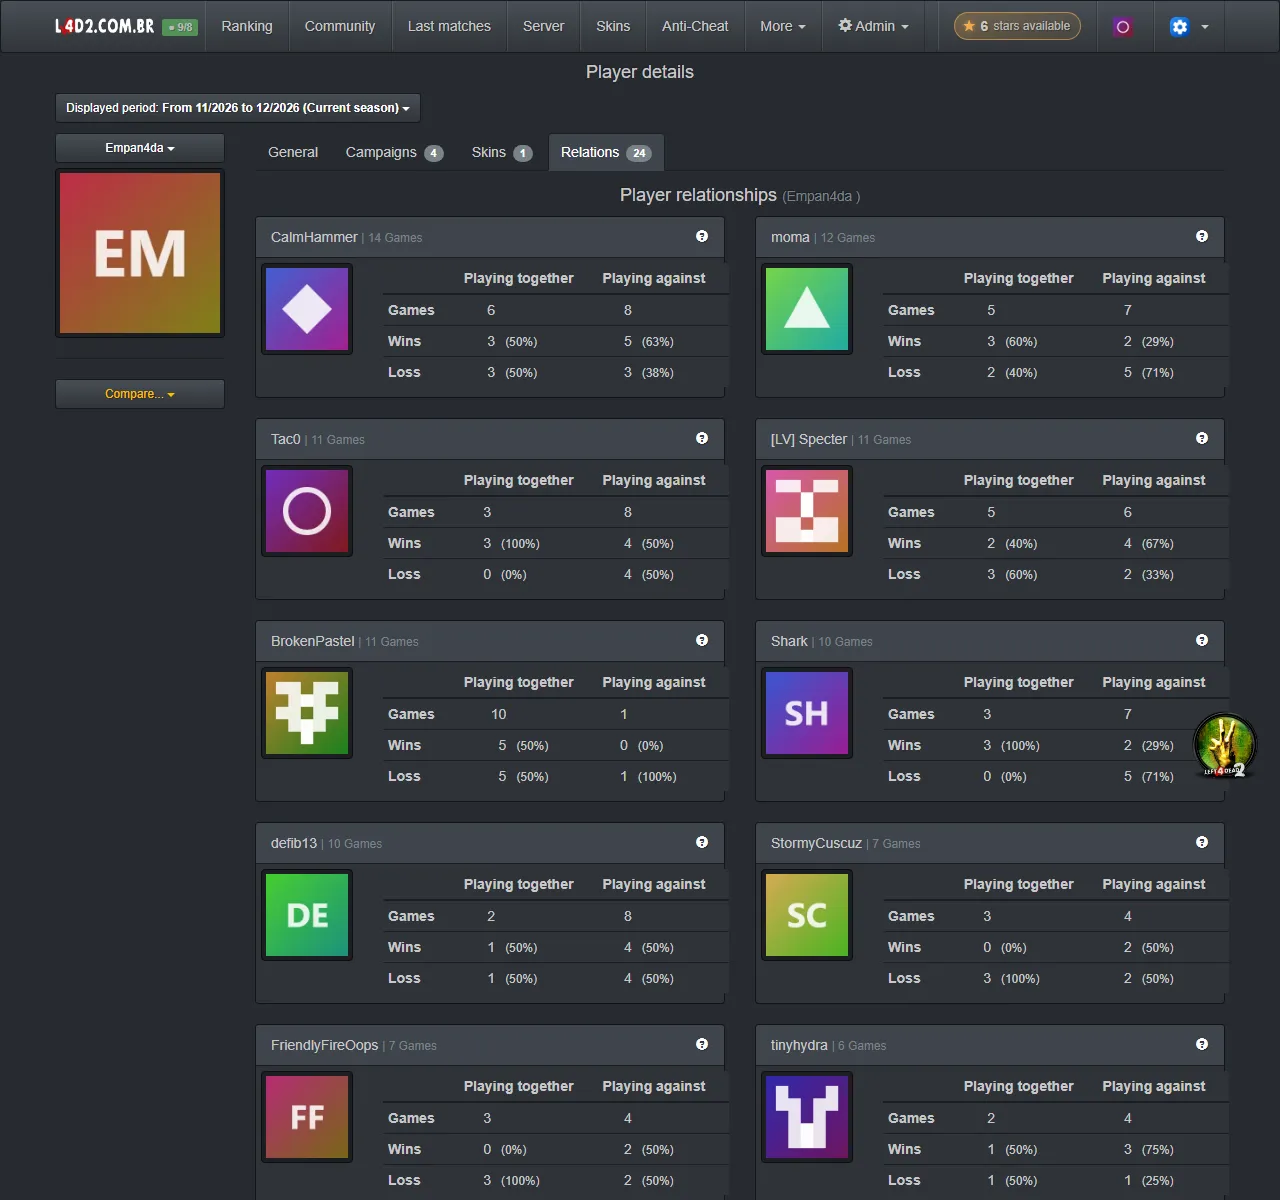 L4D2.COM.BR 9/8 Ranking Community Last matches Server Skins Anti-Cheat More Admin 6 stars available
Player details
Displayed period: From 11/2026 to 12/2026 (Current season)
Empan4da
EM
Compare...
General Campaigns 4 Skins 1 Relations 24
Player relationships (Empan4da )
CalmHammer | 14 Games
Playing together Playing against
Games 6 8
Wins 3 (50%) 5 (63%)
Loss 3 (50%) 3 (38%)
moma | 12 Games
Playing together Playing against
Games 5 7
Wins 3 (60%) 2 (29%)
Loss 2 (40%) 5 (71%)
Tac0 | 11 Games
Playing together Playing against
Games 3 8
Wins 3 (100%) 4 (50%)
Loss 0 (0%) 4 (50%)
[LV] Specter | 11 Games
Playing together Playing against
Games 5 6
Wins 2 (40%) 4 (67%)
Loss 3 (60%) 2 (33%)
BrokenPastel | 11 Games
Playing together Playing against
Games 10 1
Wins 5 (50%) 0 (0%)
Loss 5 (50%) 1 (100%)
Shark | 10 Games
SH
Playing together Playing against
Games 3 7
Wins 3 (100%) 2 (29%)
Loss 0 (0%) 5 (71%)
LEFT 4 DEAD 2
defib13 | 10 Games
DE
Playing together Playing against
Games 2 8
Wins 1 (50%) 4 (50%)
Loss 1 (50%) 4 (50%)
StormyCuscuz | 7 Games
SC
Playing together Playing against
Games 3 4
Wins 0 (0%) 2 (50%)
Loss 3 (100%) 2 (50%)
FriendlyFireOops | 7 Games
FF
Playing together Playing against
Games 3 4
Wins 0 (0%) 2 (50%)
Loss 3 (100%) 2 (50%)
tinyhydra | 6 Games
Playing together Playing against
Games 2 4
Wins 1 (50%) 3 (75%)
Loss 1 (50%) 1 (25%)